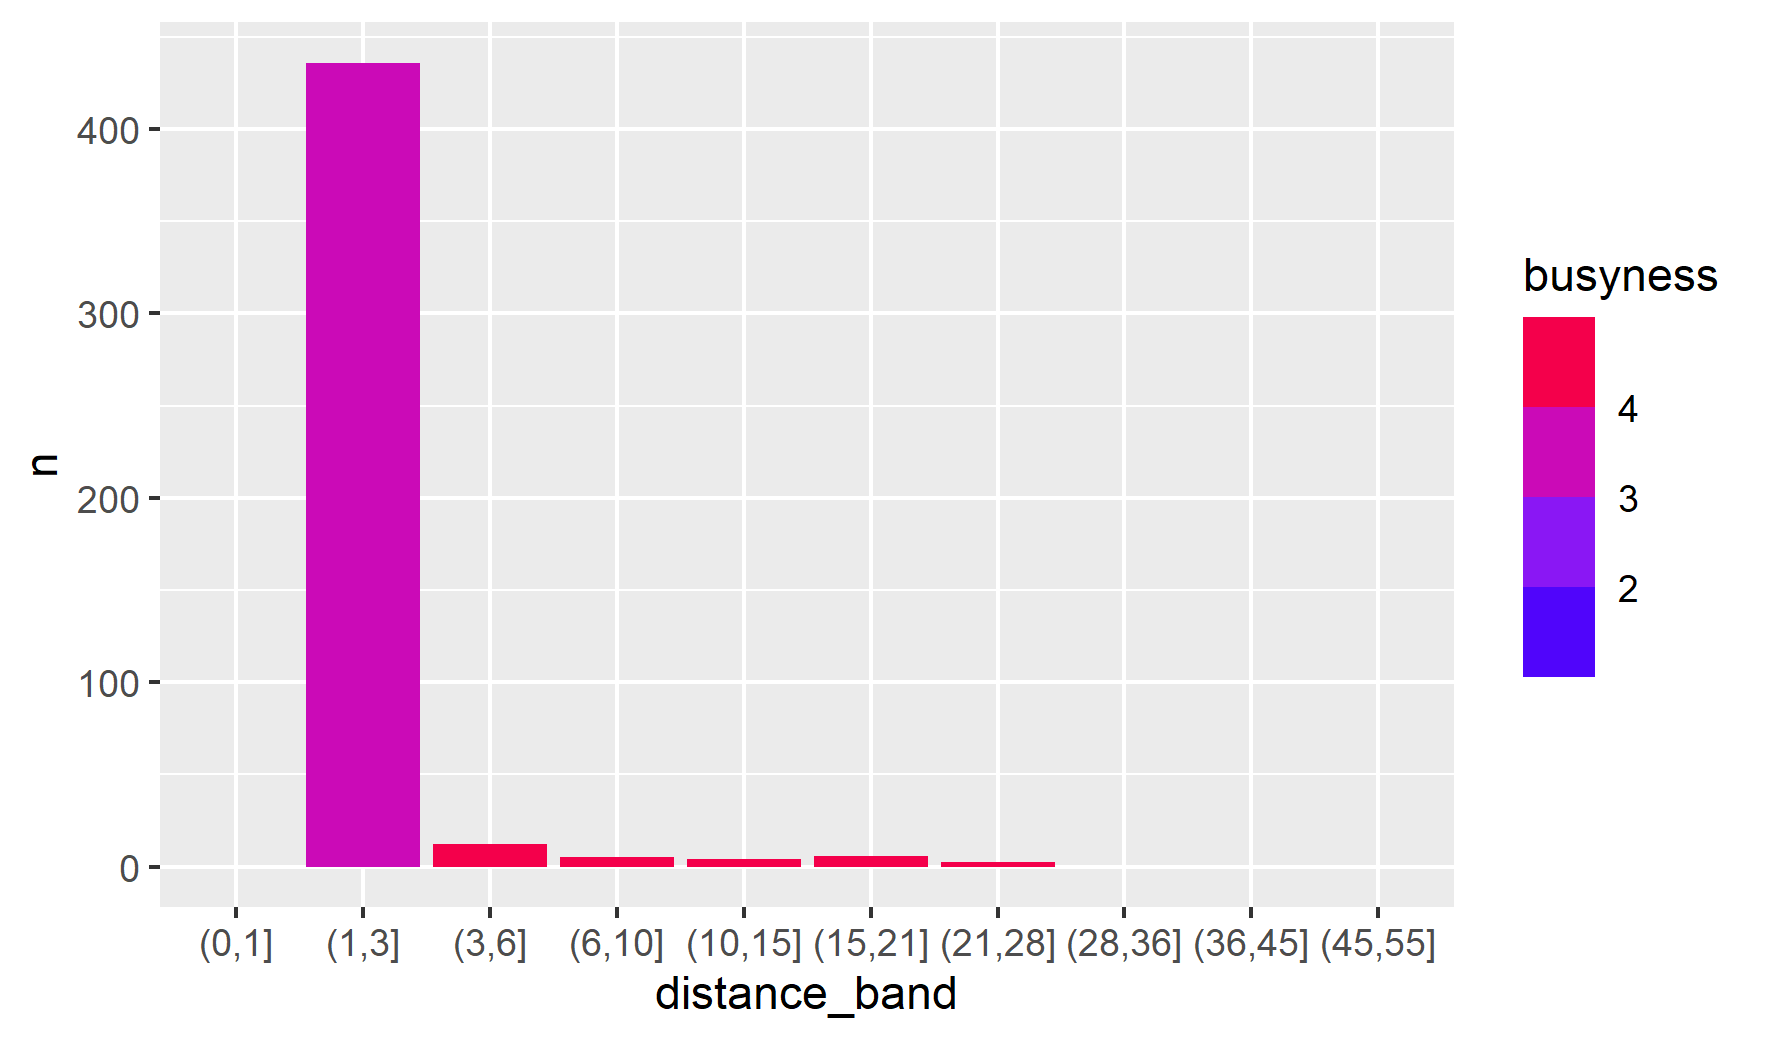 400
300
200
100
0
n
(0,1] (1,3] (3,6] (6,10] (10,15] (15,21] (21,28] (28,36] (36,45] (45,55]
distance_band
busyness
4
3
2